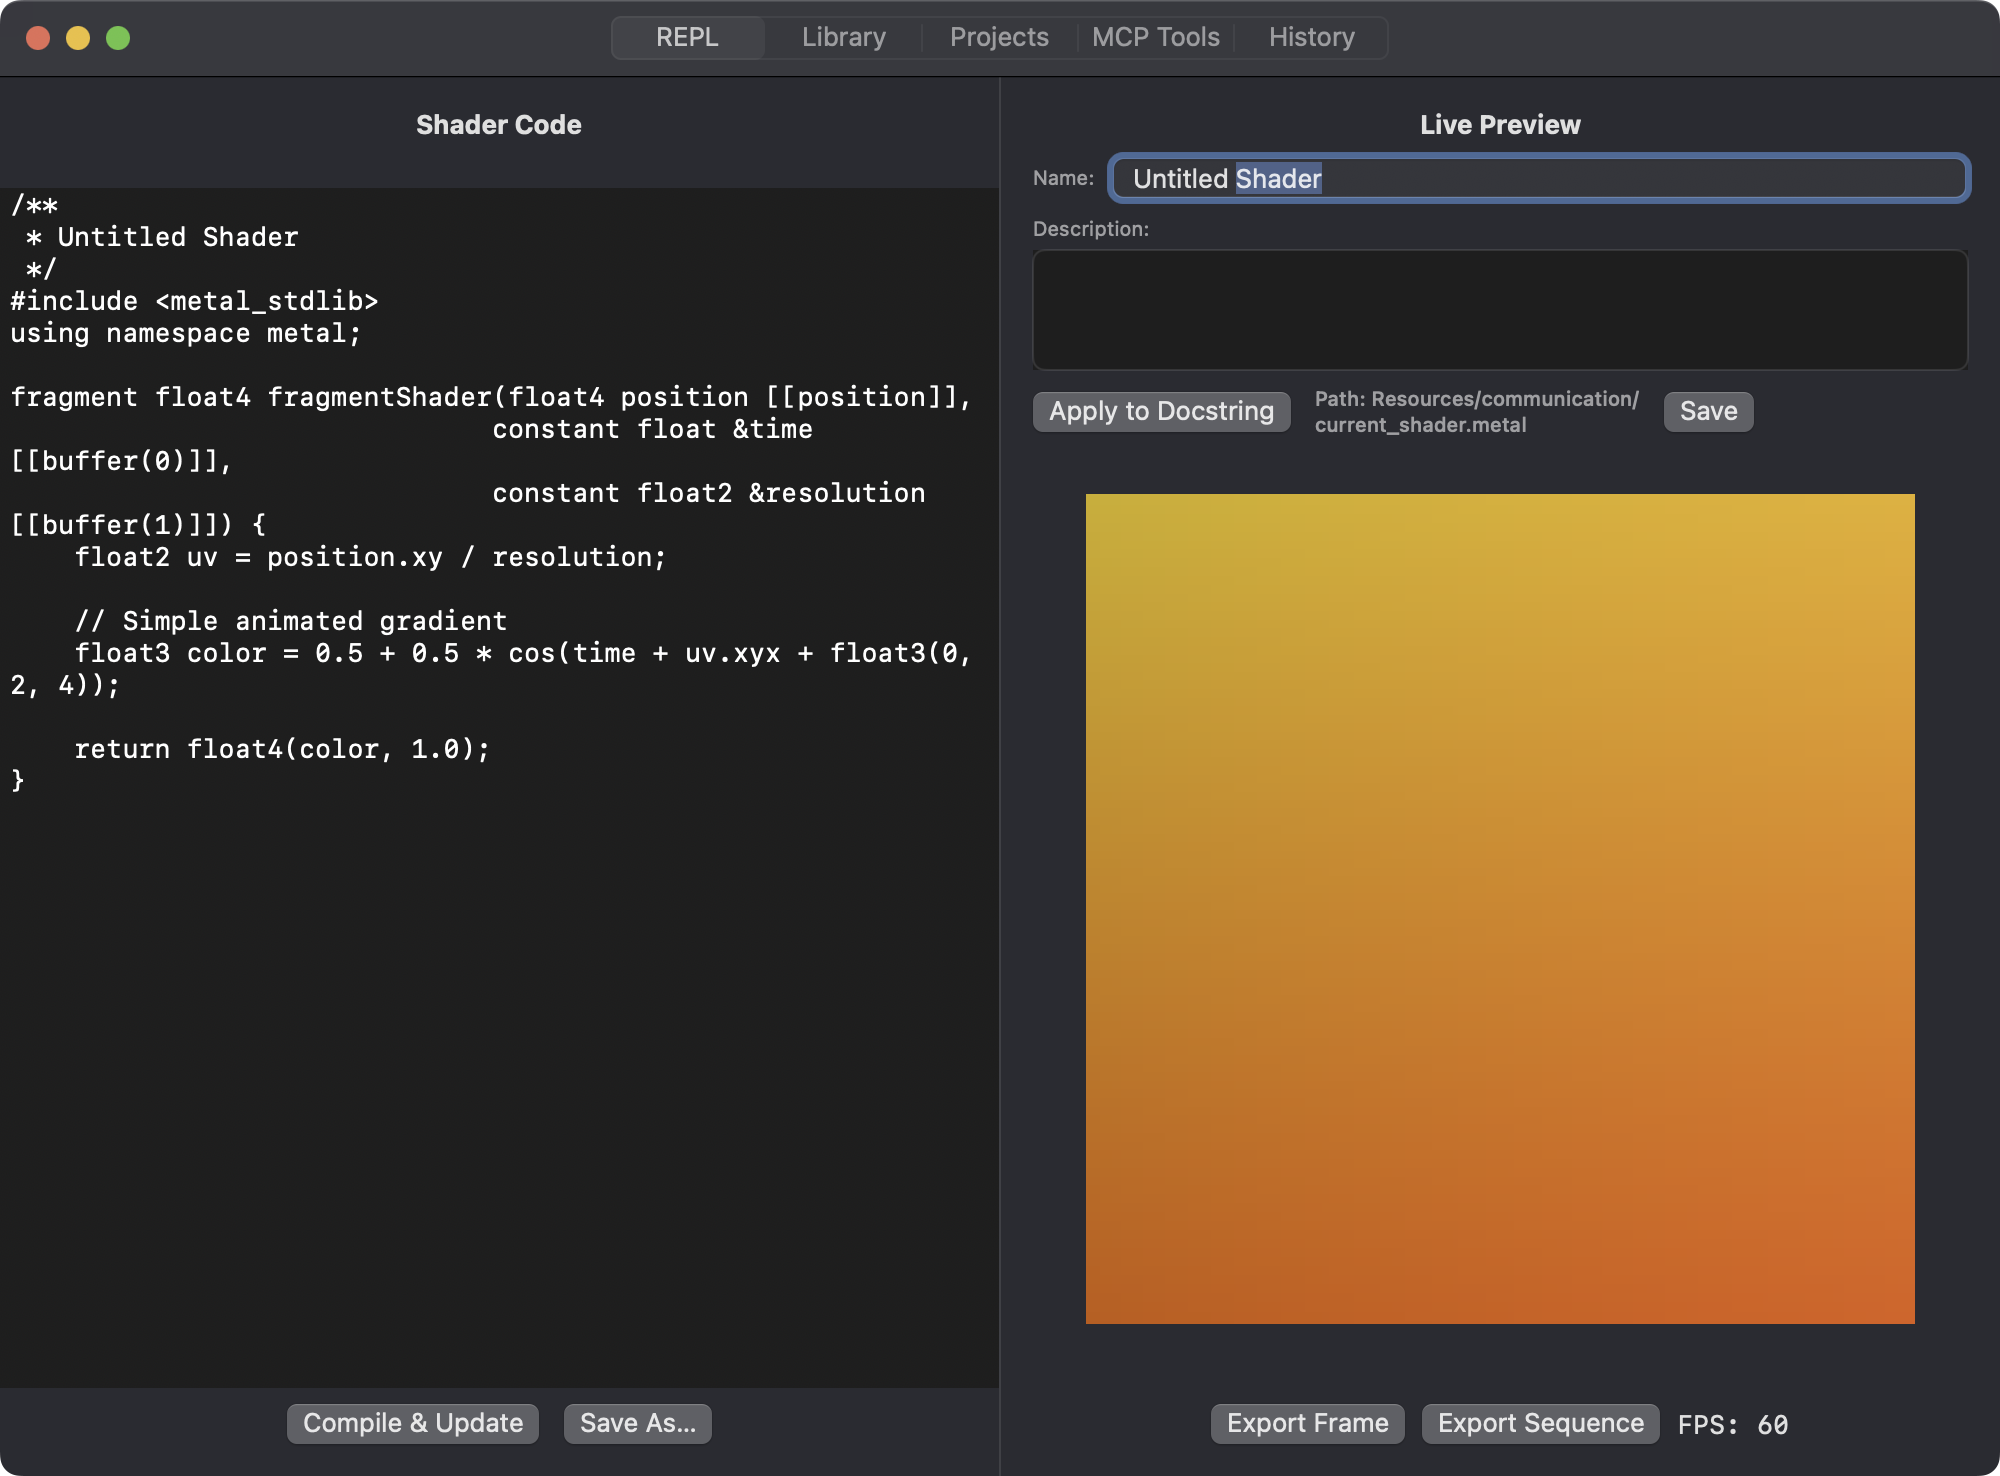 REPL Library Projects MCP Tools History
Shader Code
/**
 * Untitled Shader
 */
#include <metal_stdlib>
using namespace metal;

fragment float4 fragmentShader(float4 position [[position]],
                              constant float &time
[[buffer(0)]],
                              constant float2 &resolution
[[buffer(1)]]) {
    float2 uv = position.xy / resolution;

    // Simple animated gradient
    float3 color = 0.5 + 0.5 * cos(time + uv.xyx + float3(0,
2, 4));

    return float4(color, 1.0);
}
Compile & Update Save As...
Live Preview
Name: Untitled Shader
Description:
Apply to Docstring
Path: Resources/communication/
current_shader.metal
Save
Export Frame Export Sequence FPS: 60